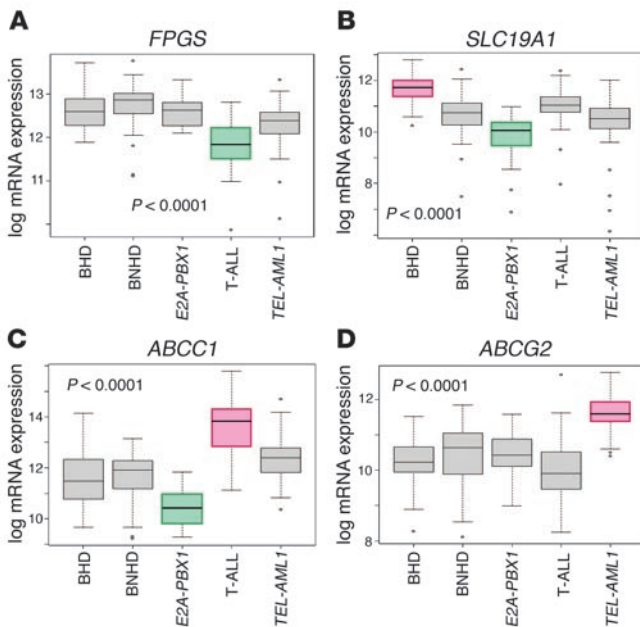 A
FPGS
log mRNA expression
13
12
11
P < 0.0001
BHD
BNHD
E2A-PBX1
T-ALL
TEL-AML1
B
SLC19A1
log mRNA expression
12
10
8
P < 0.0001
BHD
BNHD
E2A-PBX1
T-ALL
TEL-AML1
C
ABCC1
log mRNA expression
14
12
10
P < 0.0001
BHD
BNHD
E2A-PBX1
T-ALL
TEL-AML1
D
ABCG2
log mRNA expression
12
10
8
P < 0.0001
BHD
BNHD
E2A-PBX1
T-ALL
TEL-AML1